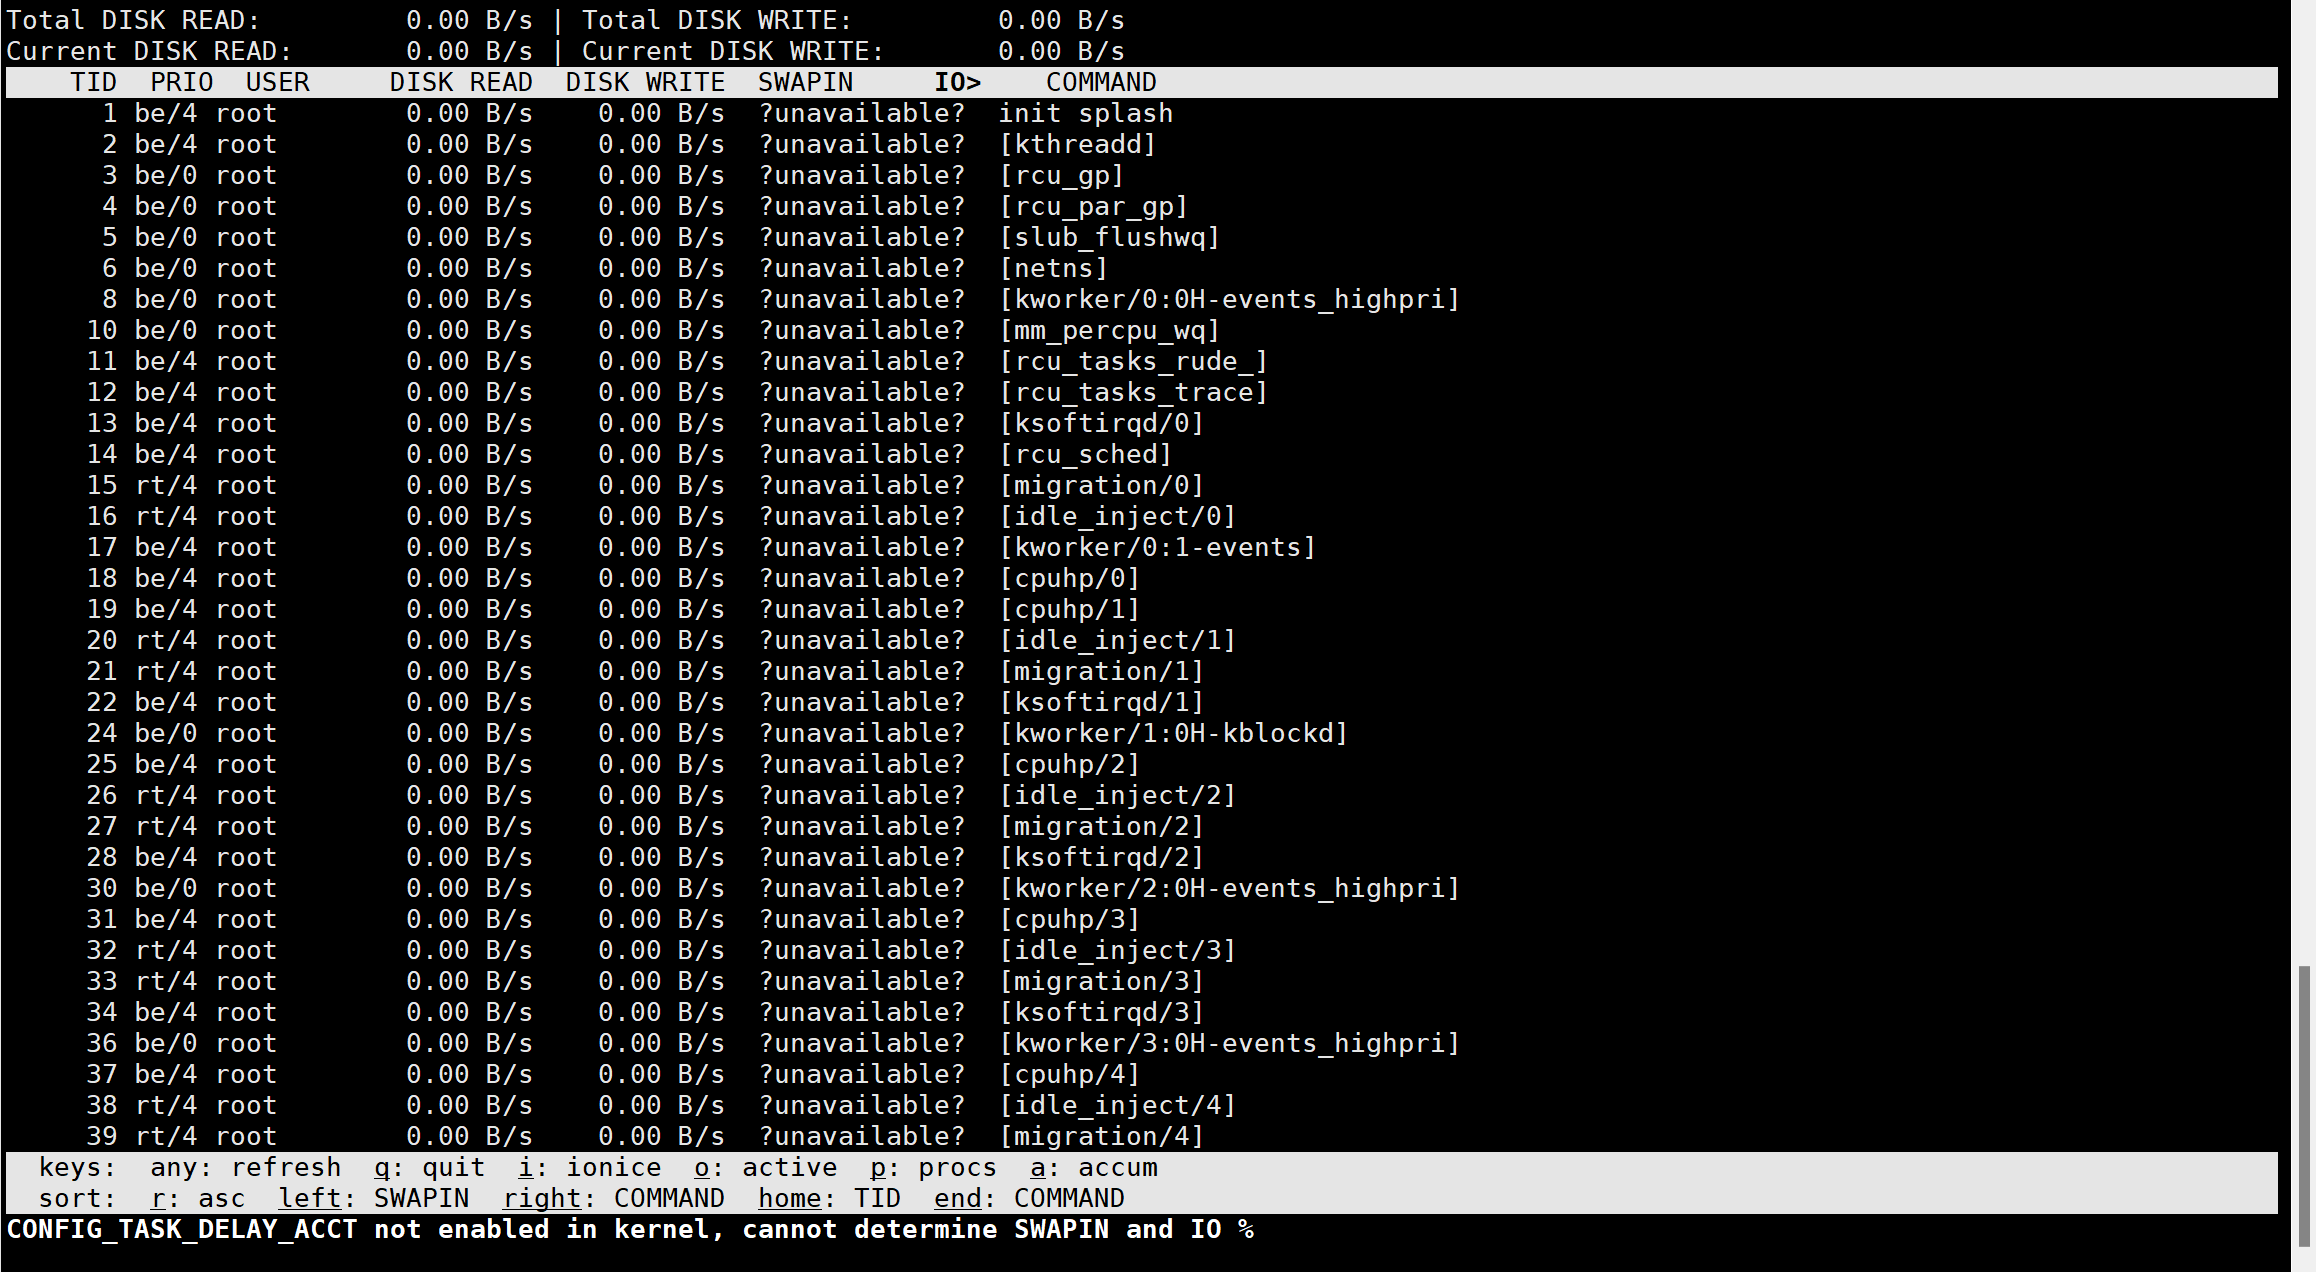 Total DISK READ:         0.00 B/s | Total DISK WRITE:         0.00 B/s
Current DISK READ:       0.00 B/s | Current DISK WRITE:       0.00 B/s
    TID  PRIO  USER     DISK READ  DISK WRITE  SWAPIN     IO>    COMMAND
      1 be/4 root        0.00 B/s    0.00 B/s  ?unavailable?  init splash
      2 be/4 root        0.00 B/s    0.00 B/s  ?unavailable?  [kthreadd]
      3 be/0 root        0.00 B/s    0.00 B/s  ?unavailable?  [rcu_gp]
      4 be/0 root        0.00 B/s    0.00 B/s  ?unavailable?  [rcu_par_gp]
      5 be/0 root        0.00 B/s    0.00 B/s  ?unavailable?  [slub_flushwq]
      6 be/0 root        0.00 B/s    0.00 B/s  ?unavailable?  [netns]
      8 be/0 root        0.00 B/s    0.00 B/s  ?unavailable?  [kworker/0:0H-events_highpri]
     10 be/0 root        0.00 B/s    0.00 B/s  ?unavailable?  [mm_percpu_wq]
     11 be/4 root        0.00 B/s    0.00 B/s  ?unavailable?  [rcu_tasks_rude_]
     12 be/4 root        0.00 B/s    0.00 B/s  ?unavailable?  [rcu_tasks_trace]
     13 be/4 root        0.00 B/s    0.00 B/s  ?unavailable?  [ksoftirqd/0]
     14 be/4 root        0.00 B/s    0.00 B/s  ?unavailable?  [rcu_sched]
     15 rt/4 root        0.00 B/s    0.00 B/s  ?unavailable?  [migration/0]
     16 rt/4 root        0.00 B/s    0.00 B/s  ?unavailable?  [idle_inject/0]
     17 be/4 root        0.00 B/s    0.00 B/s  ?unavailable?  [kworker/0:1-events]
     18 be/4 root        0.00 B/s    0.00 B/s  ?unavailable?  [cpuhp/0]
     19 be/4 root        0.00 B/s    0.00 B/s  ?unavailable?  [cpuhp/1]
     20 rt/4 root        0.00 B/s    0.00 B/s  ?unavailable?  [idle_inject/1]
     21 rt/4 root        0.00 B/s    0.00 B/s  ?unavailable?  [migration/1]
     22 be/4 root        0.00 B/s    0.00 B/s  ?unavailable?  [ksoftirqd/1]
     24 be/0 root        0.00 B/s    0.00 B/s  ?unavailable?  [kworker/1:0H-kblockd]
     25 be/4 root        0.00 B/s    0.00 B/s  ?unavailable?  [cpuhp/2]
     26 rt/4 root        0.00 B/s    0.00 B/s  ?unavailable?  [idle_inject/2]
     27 rt/4 root        0.00 B/s    0.00 B/s  ?unavailable?  [migration/2]
     28 be/4 root        0.00 B/s    0.00 B/s  ?unavailable?  [ksoftirqd/2]
     30 be/0 root        0.00 B/s    0.00 B/s  ?unavailable?  [kworker/2:0H-events_highpri]
     31 be/4 root        0.00 B/s    0.00 B/s  ?unavailable?  [cpuhp/3]
     32 rt/4 root        0.00 B/s    0.00 B/s  ?unavailable?  [idle_inject/3]
     33 rt/4 root        0.00 B/s    0.00 B/s  ?unavailable?  [migration/3]
     34 be/4 root        0.00 B/s    0.00 B/s  ?unavailable?  [ksoftirqd/3]
     36 be/0 root        0.00 B/s    0.00 B/s  ?unavailable?  [kworker/3:0H-events_highpri]
     37 be/4 root        0.00 B/s    0.00 B/s  ?unavailable?  [cpuhp/4]
     38 rt/4 root        0.00 B/s    0.00 B/s  ?unavailable?  [idle_inject/4]
     39 rt/4 root        0.00 B/s    0.00 B/s  ?unavailable?  [migration/4]
  keys:  any: refresh  q: quit  i: ionice  o: active  p: procs  a: accum
  sort:  r: asc  left: SWAPIN  right: COMMAND  home: TID  end: COMMAND
CONFIG_TASK_DELAY_ACCT not enabled in kernel, cannot determine SWAPIN and IO %